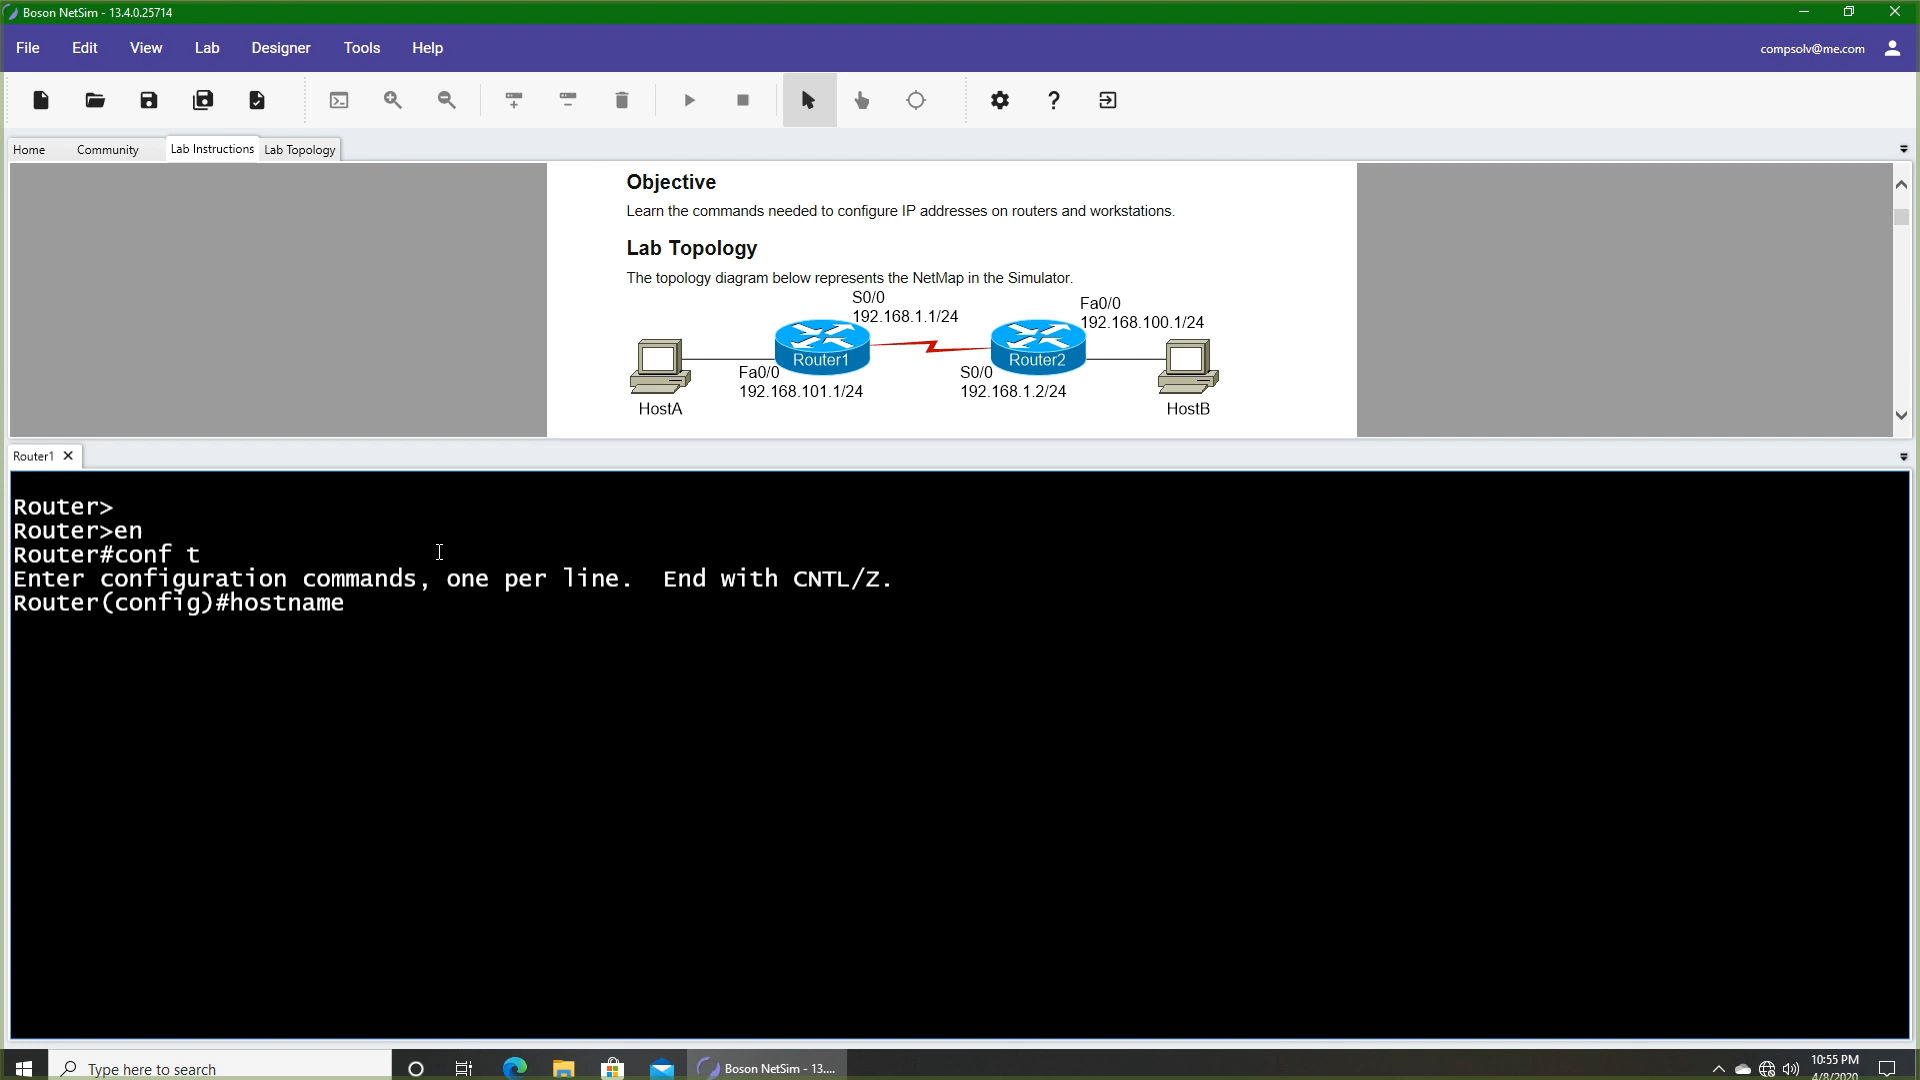 Boson NetSim - 13.4.0.25714
File Edit View Lab Designer Tools Help compsolv@me.com
Home Community Lab Instructions Lab Topology
Objective
Learn the commands needed to configure IP addresses on routers and workstations.
Lab Topology
The topology diagram below represents the NetMap in the Simulator.
S0/0
192.168.1.1/24
Fa0/0
192.168.100.1/24
Router1
Router2
Fa0/0
192.168.101.1/24
S0/0
192.168.1.2/24
HostA
HostB
Router1
Router>
Router>en
Router#conf t
Enter configuration commands, one per line.  End with CNTL/Z.
Router(config)#hostname
Type here to search
Boson NetSim - 13....
10:55 PM
4/8/2020